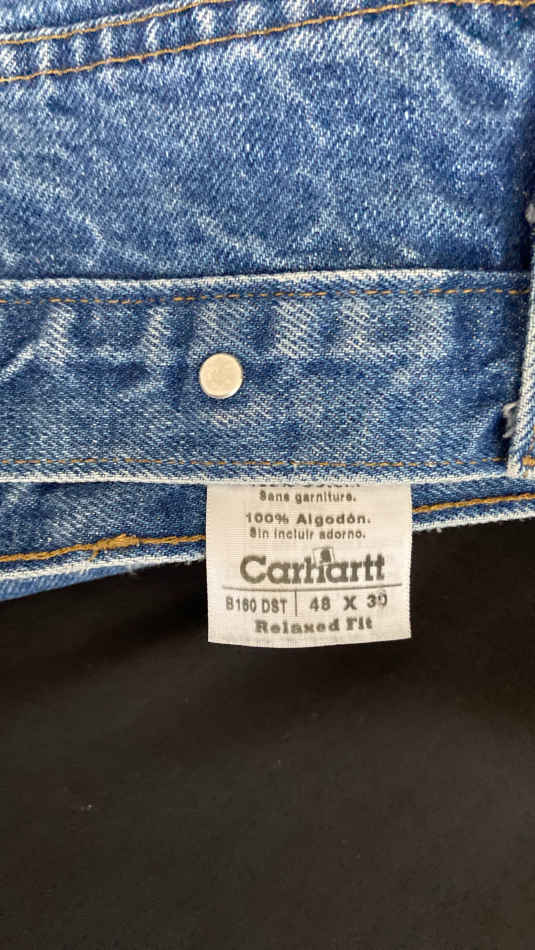 Sans garniture.
100% Algodón.
Sin incluir adorno.
Carhartt
B160 DST | 48 X 30
Relaxed Fit